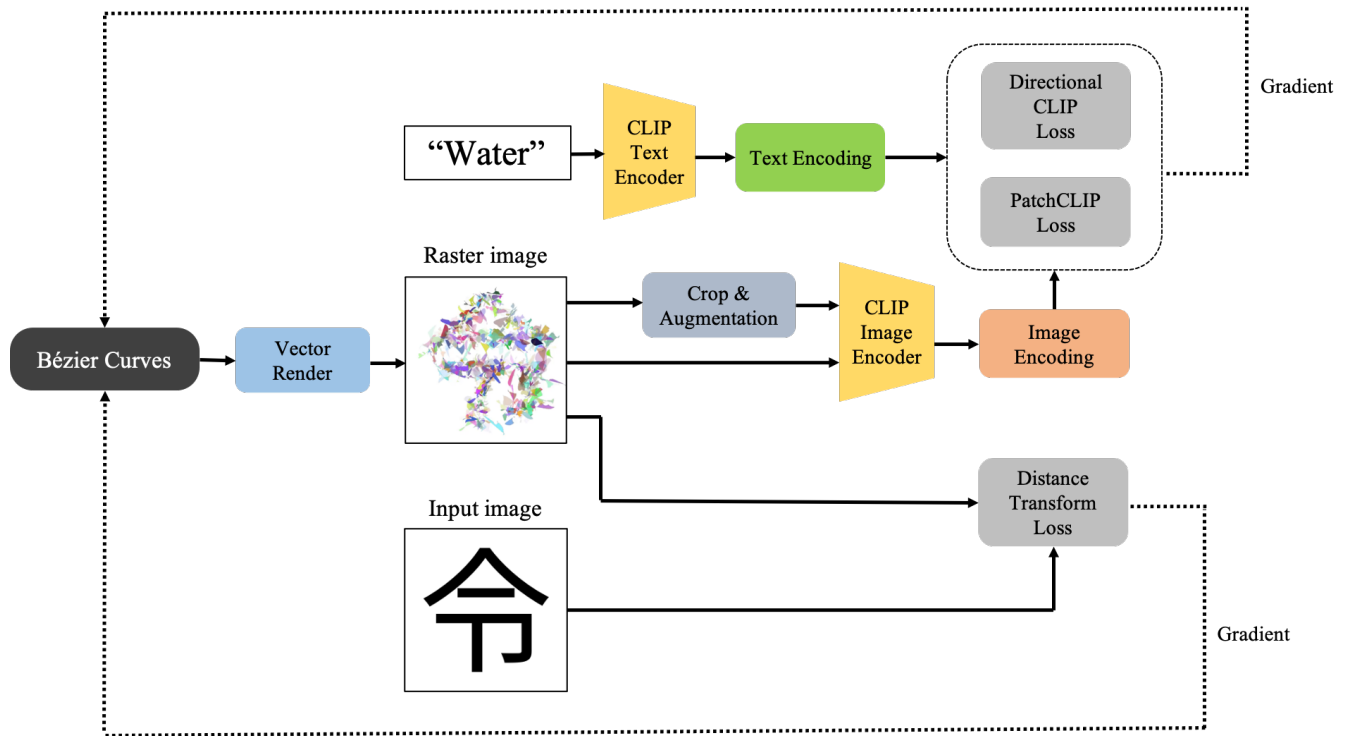 Directional
CLIP
Loss
Gradient
“Water”
CLIP
Text
Encoder
Text Encoding
PatchCLIP
Loss
Raster image
Crop &
Augmentation
CLIP
Image
Encoder
Image
Encoding
Bézier Curves
Vector
Render
Distance
Transform
Loss
Input image
令
Gradient